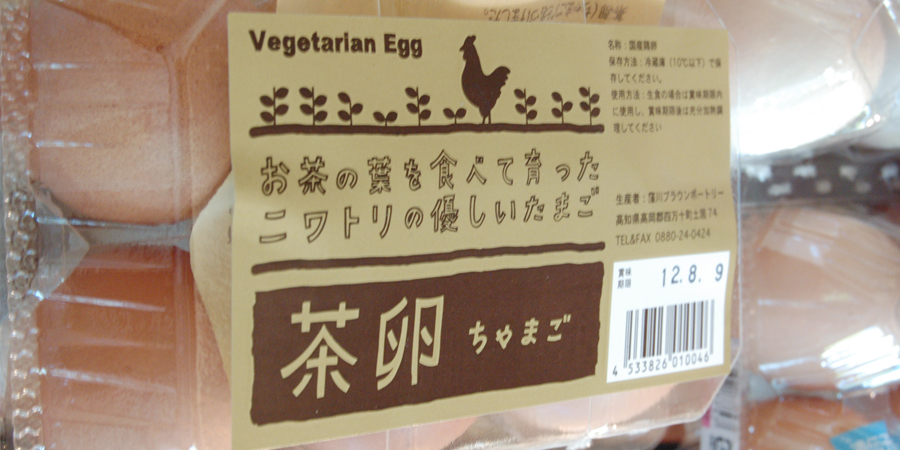 Vegetarian Egg
お茶の葉を食べて育った
ニワトリの優しいたまご
茶卵 ちゃまご
名称：国産鶏卵
保存方法：冷蔵庫（10℃以下）で保
存してください。
使用方法：生食の場合は賞味期限内
に使用し、賞味期限後は充分加熱調
理してください
生産者：窪川ブラウンポートリー
高知県高岡郡四万十町土居74
TEL&FAX 0880-24-0424
賞味
期限
12.8.9
4 533826 010046